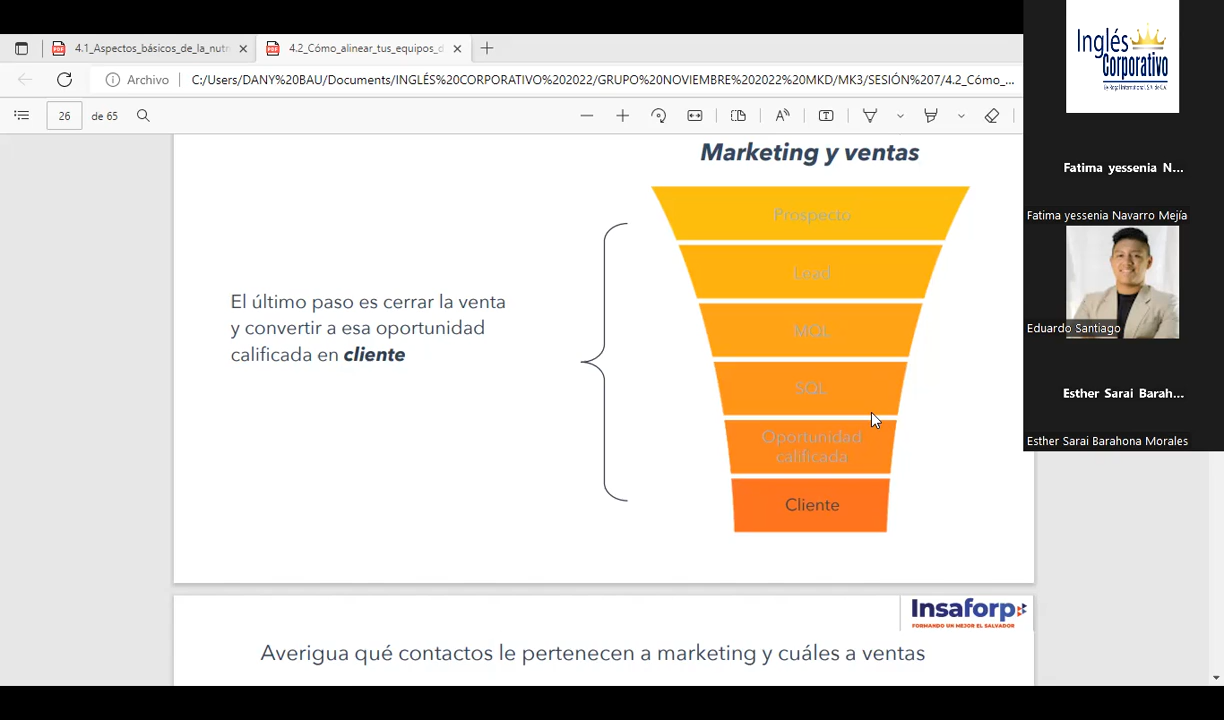 4.1_Aspectos_básicos_de_la_nutr
4.2_Cómo_alinear_tus_equipos_d
Archivo
C:/Users/DANY%20BAU/Documents/INGLÉS%20CORPORATIVO%202022/GRUPO%20NOVIEMBRE%202022%20MKD/MK3/SESIÓN%207/4.2_Cómo_...
26 de 65
Marketing y ventas
Prospecto
Lead
MQL
SQL
Oportunidad
calificada
Cliente
El último paso es cerrar la venta
y convertir a esa oportunidad
calificada en cliente
Insaforp
FORMANDO UN MEJOR EL SALVADOR
Averigua qué contactos le pertenecen a marketing y cuáles a ventas
Inglés
Corporativo
Fatima yessenia N...
Fatima yessenia Navarro Mejía
Eduardo Santiago
Esther Sarai Barah...
Esther Sarai Barahona Morales